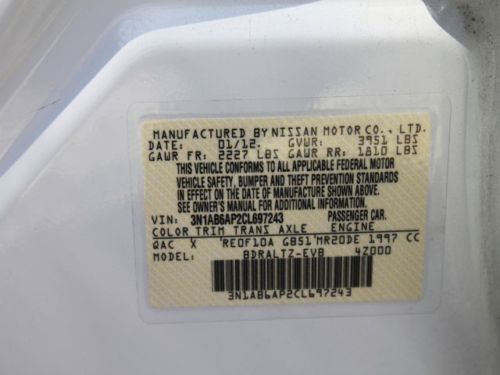 MANUFACTURED BY NISSAN MOTOR CO., LTD.
DATE: 01/12 GVWR: 3951 LBS
GAWR FR: 2227 LBS GAWR RR: 1810 LBS
THIS VEHICLE CONFORMS TO ALL APPLICABLE FEDERAL MOTOR
VEHICLE SAFETY, BUMPER AND THEFT PREVENTION STANDARDS
IN EFFECT ON THE DATE OF MANUFACTURE SHOWN ABOVE.
SEE OWNER'S MANUAL FOR ADDITIONAL INFORMATION.
VIN: 3N1AB6AP2CL697243 PASSENGER CAR.
COLOR TRIM TRANS AXLE ENGINE
QAC X RE0F10A GB51 MR20DE 1997 CC
MODEL: BDRALTZ-EVB 4Z000
3N1AB6AP2CL697243